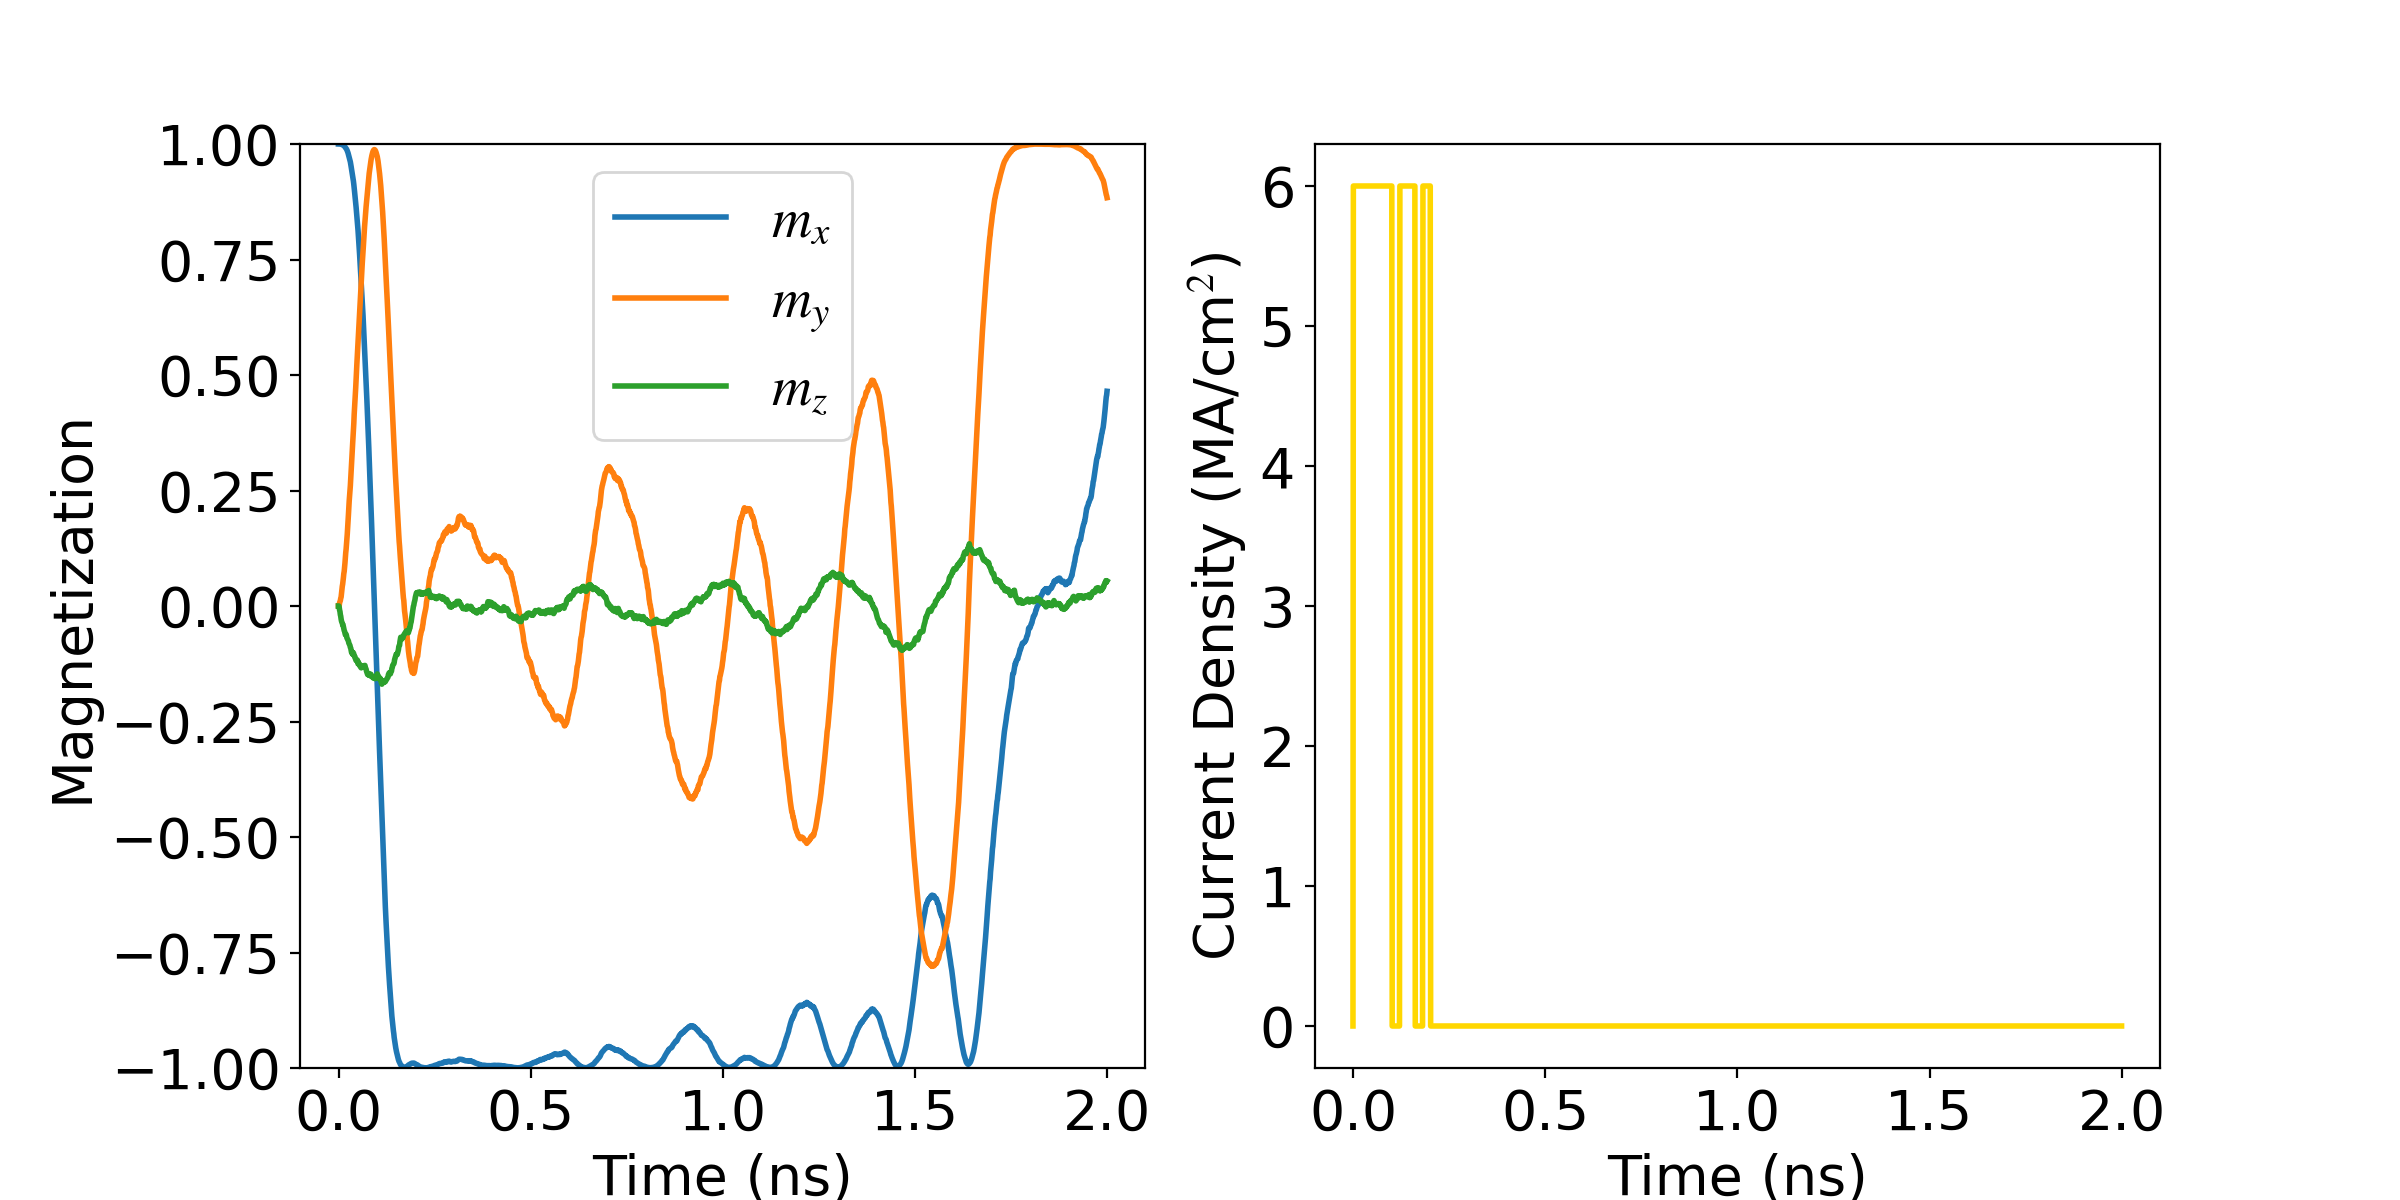 1.00
0.75
0.50
0.25
0.00
−0.25
−0.50
−0.75
−1.00
Magnetization
0.0 0.5 1.0 1.5 2.0
Time (ns)
m_x
m_y
m_z
6
5
4
3
2
1
0
Current Density (MA/cm²)
0.0 0.5 1.0 1.5 2.0
Time (ns)